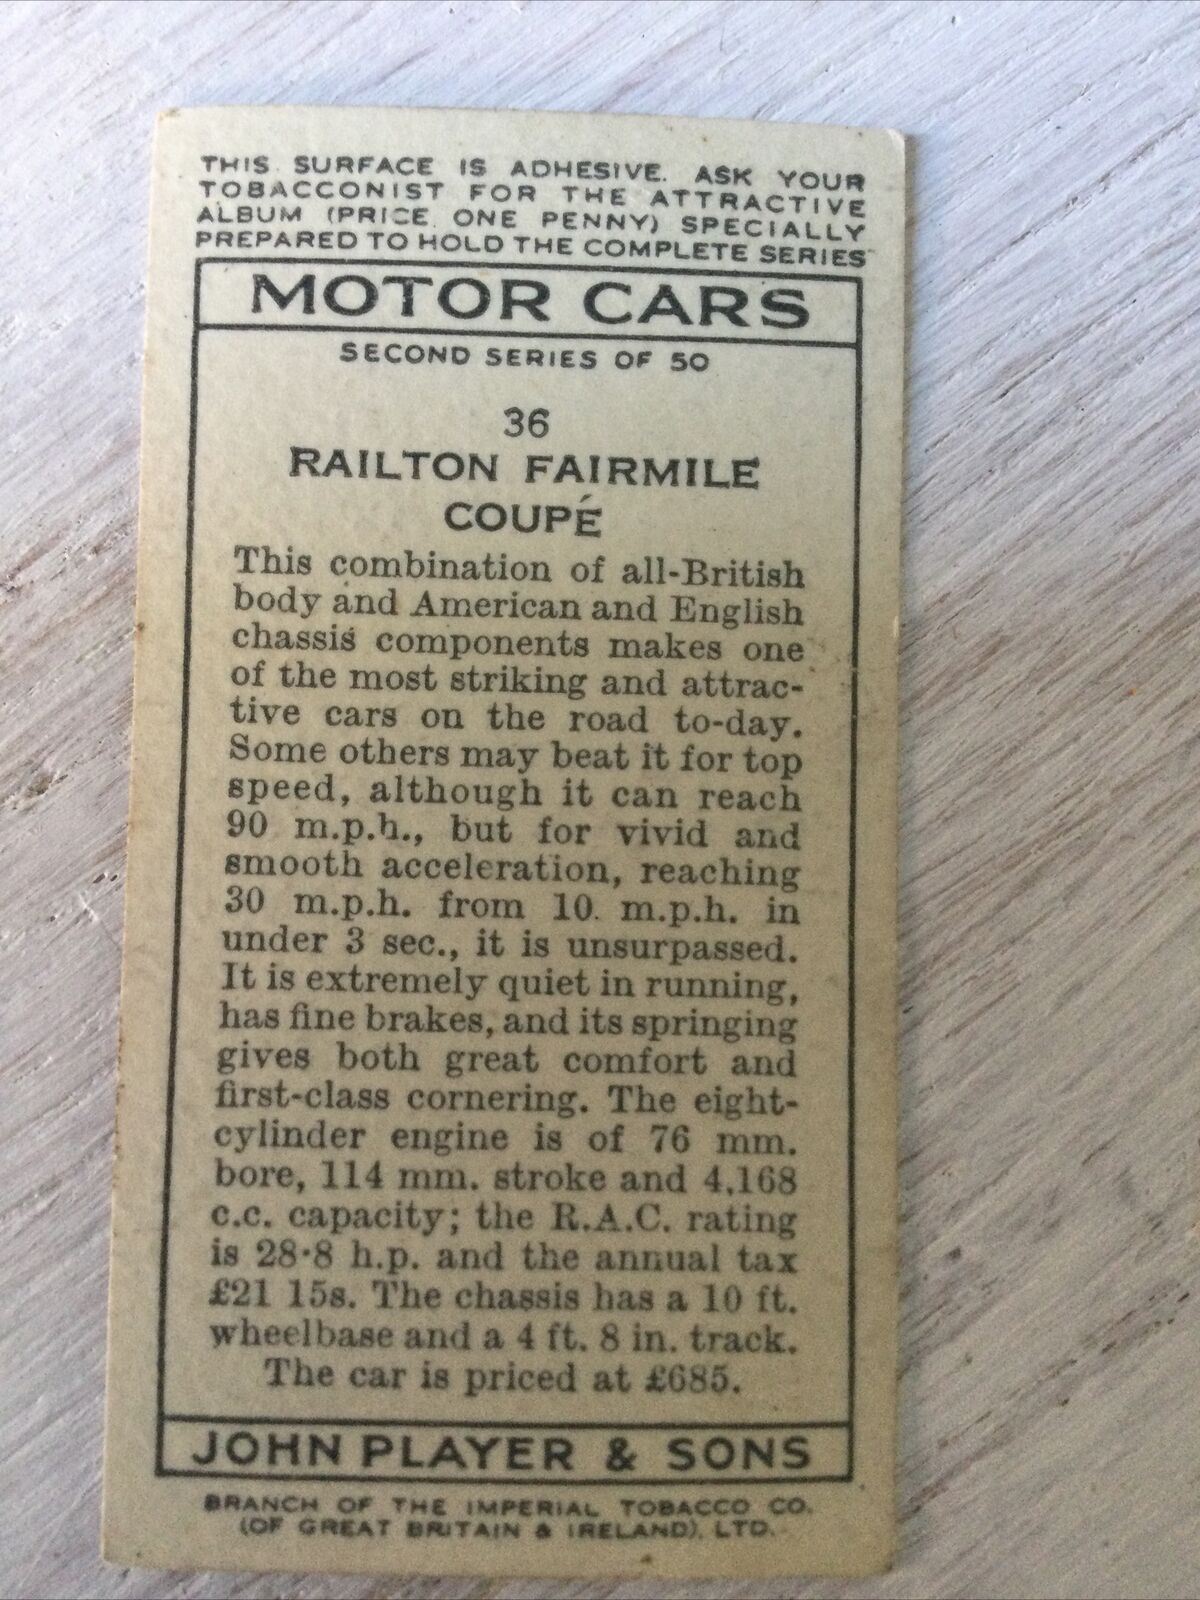 THIS SURFACE IS ADHESIVE. ASK YOUR
TOBACCONIST FOR THE ATTRACTIVE
ALBUM (PRICE ONE PENNY) SPECIALLY
PREPARED TO HOLD THE COMPLETE SERIES
MOTOR CARS
SECOND SERIES OF 50
36
RAILTON FAIRMILE
COUPÉ
This combination of all-British
body and American and English
chassis components makes one
of the most striking and attrac-
tive cars on the road to-day.
Some others may beat it for top
speed, although it can reach
90 m.p.h., but for vivid and
smooth acceleration, reaching
30 m.p.h. from 10 m.p.h. in
under 3 sec., it is unsurpassed.
It is extremely quiet in running,
has fine brakes, and its springing
gives both great comfort and
first-class cornering. The eight-
cylinder engine is of 76 mm.
bore, 114 mm. stroke and 4,168
c.c. capacity; the R.A.C. rating
is 28·8 h.p. and the annual tax
£21 15s. The chassis has a 10 ft.
wheelbase and a 4 ft. 8 in. track.
The car is priced at £685.
JOHN PLAYER & SONS
BRANCH OF THE IMPERIAL TOBACCO CO.
(OF GREAT BRITAIN & IRELAND), LTD.